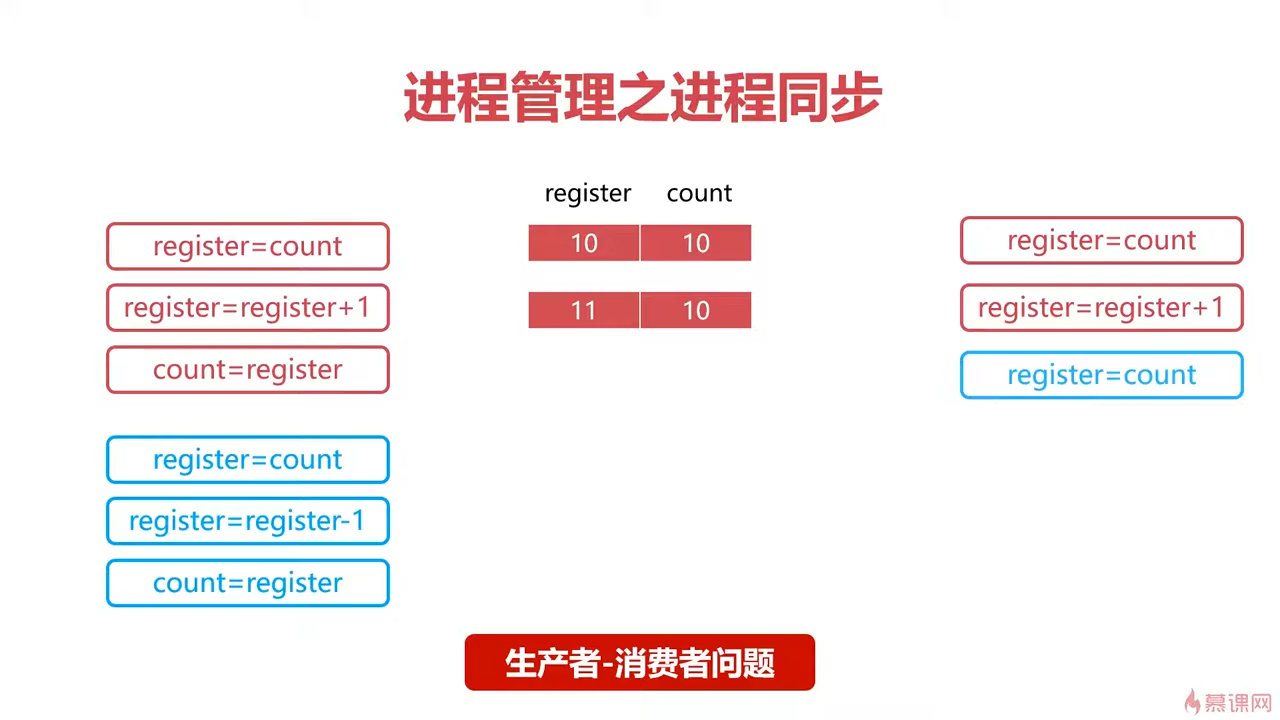 进程管理之进程同步
register count
10 10
11 10
register=count
register=register+1
count=register
register=count
register=register-1
count=register
register=count
register=register+1
register=count
生产者-消费者问题
慕课网